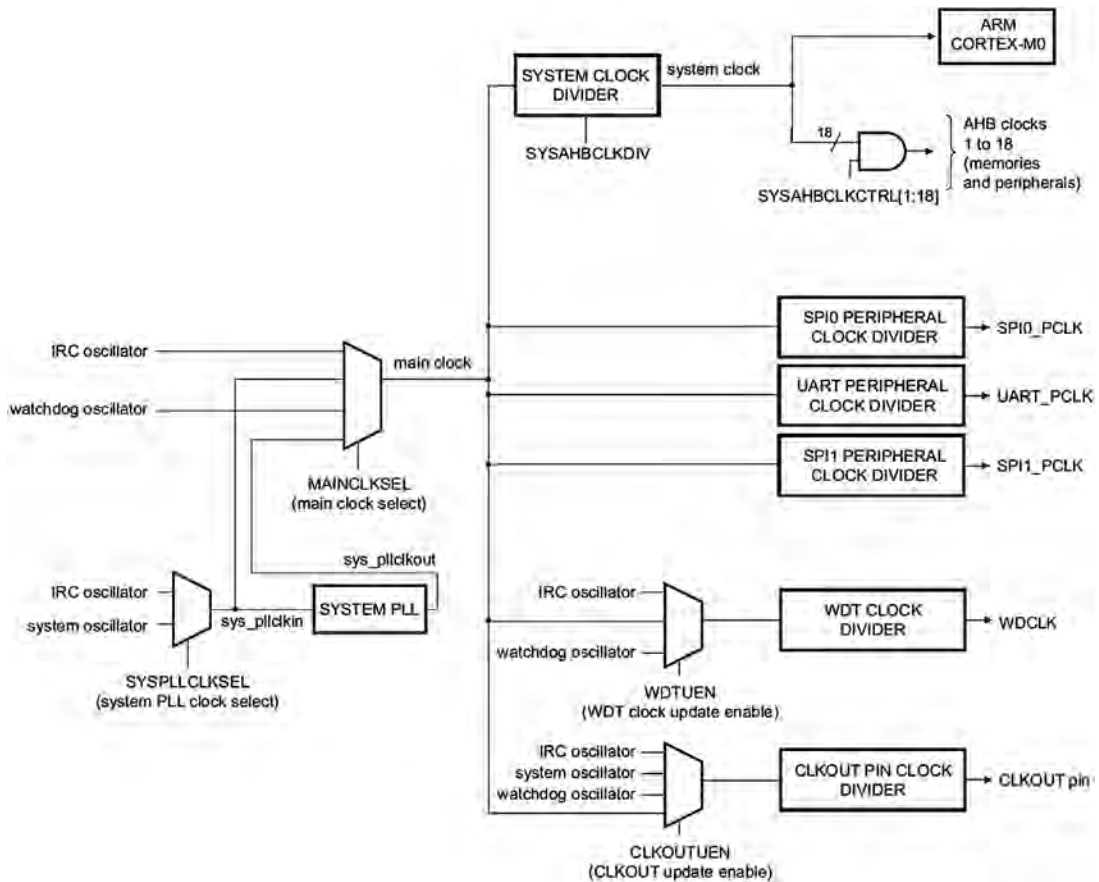 ARM
CORTEX-M0
SYSTEM CLOCK
DIVIDER
system clock
SYSAHBCLKDIV
18
AHB clocks
1 to 18
(memories
and peripherals)
SYSAHBCLKCTRL[1:18]
SPI0 PERIPHERAL
CLOCK DIVIDER
SPI0_PCLK
IRC oscillator
main clock
watchdog oscillator
UART PERIPHERAL
CLOCK DIVIDER
UART_PCLK
SPI1 PERIPHERAL
CLOCK DIVIDER
SPI1_PCLK
MAINCLKSEL
(main clock select)
sys_pllclkout
IRC oscillator
system oscillator
sys_pllclkin
SYSTEM PLL
SYSPLLCLKSEL
(system PLL clock select)
IRC oscillator
watchdog oscillator
WDT CLOCK
DIVIDER
WDCLK
WDTUEN
(WDT clock update enable)
IRC oscillator
system oscillator
watchdog oscillator
CLKOUT PIN CLOCK
DIVIDER
CLKOUT pin
CLKOUTUEN
(CLKOUT update enable)